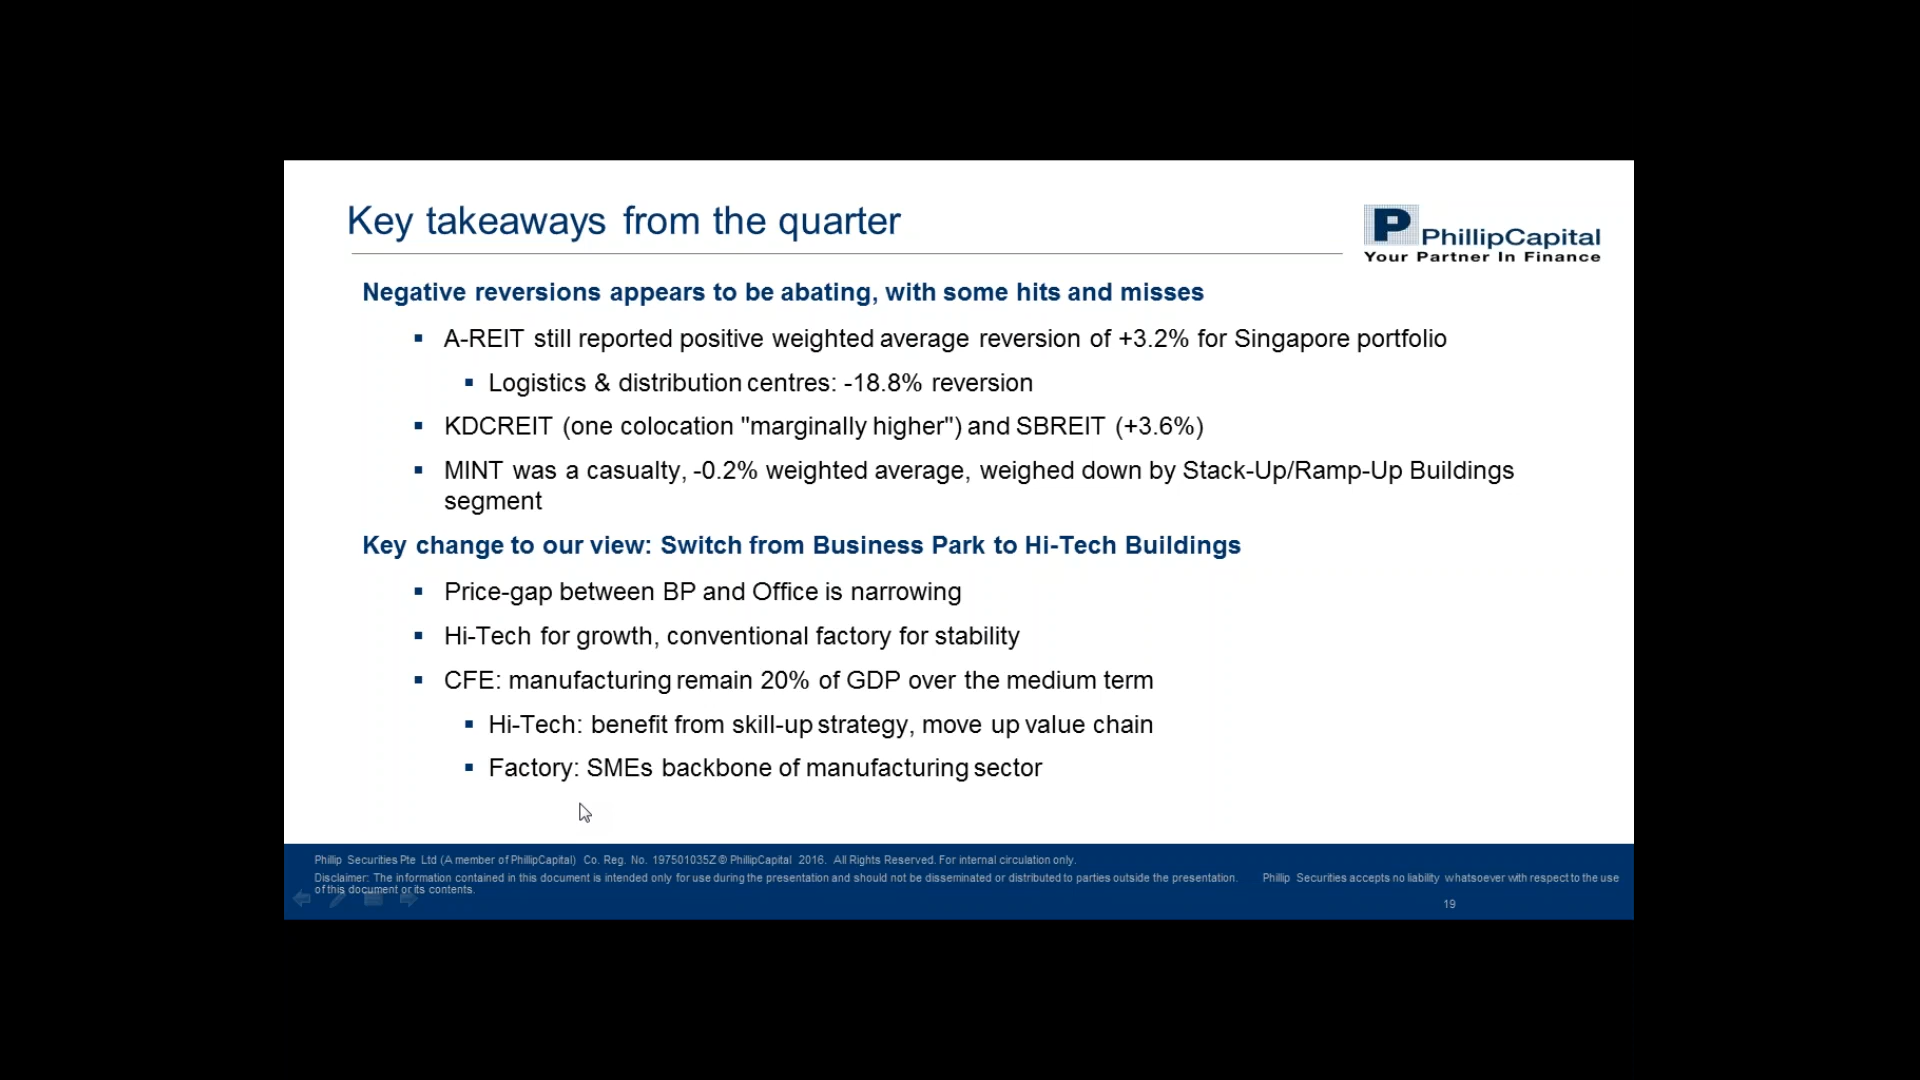 Key takeaways from the quarter
P PhillipCapital
Your Partner In Finance
Negative reversions appears to be abating, with some hits and misses
▪ A-REIT still reported positive weighted average reversion of +3.2% for Singapore portfolio
▪ Logistics & distribution centres: -18.8% reversion
▪ KDCREIT (one colocation "marginally higher") and SBREIT (+3.6%)
▪ MINT was a casualty, -0.2% weighted average, weighed down by Stack-Up/Ramp-Up Buildings
segment
Key change to our view: Switch from Business Park to Hi-Tech Buildings
▪ Price-gap between BP and Office is narrowing
▪ Hi-Tech for growth, conventional factory for stability
▪ CFE: manufacturing remain 20% of GDP over the medium term
▪ Hi-Tech: benefit from skill-up strategy, move up value chain
▪ Factory: SMEs backbone of manufacturing sector
Phillip Securities Pte Ltd (A member of PhillipCapital) Co. Reg. No. 197501035Z © PhillipCapital 2016. All Rights Reserved. For internal circulation only.
Disclaimer: The information contained in this document is intended only for use during the presentation and should not be disseminated or distributed to parties outside the presentation. Phillip Securities accepts no liability whatsoever with respect to the use
of this document or its contents.
19